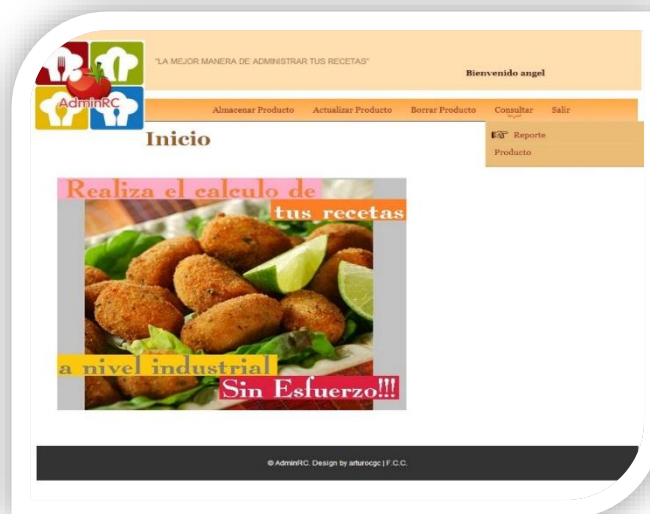 "LA MEJOR MANERA DE ADMINISTRAR TUS RECETAS"
Bienvenido angel
AdminRC
Almacenar Producto Actualizar Producto Borrar Producto Consultar Salir
Reporte
Producto
Inicio
Realiza el calculo de
tus recetas
a nivel industrial
Sin Esfuerzo!!!
© AdminRC. Design by arturocgc | F.C.C.